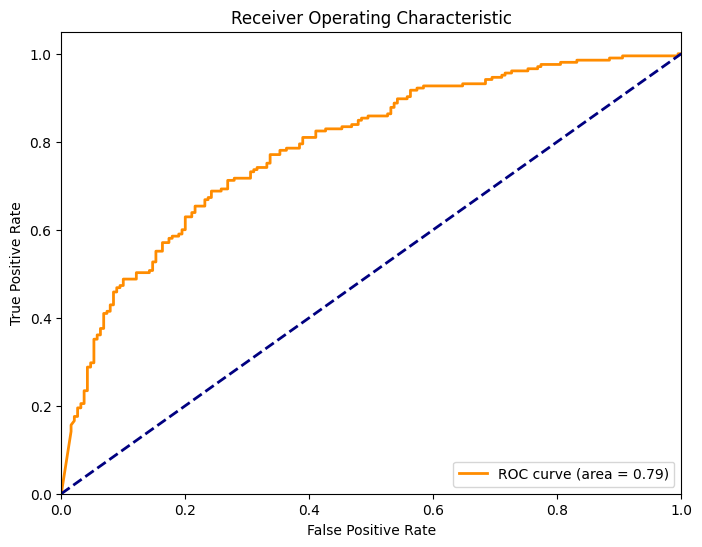 Receiver Operating Characteristic
1.0
0.8
0.6
0.4
0.2
0.0
True Positive Rate
ROC curve (area = 0.79)
0.0 0.2 0.4 0.6 0.8 1.0
False Positive Rate